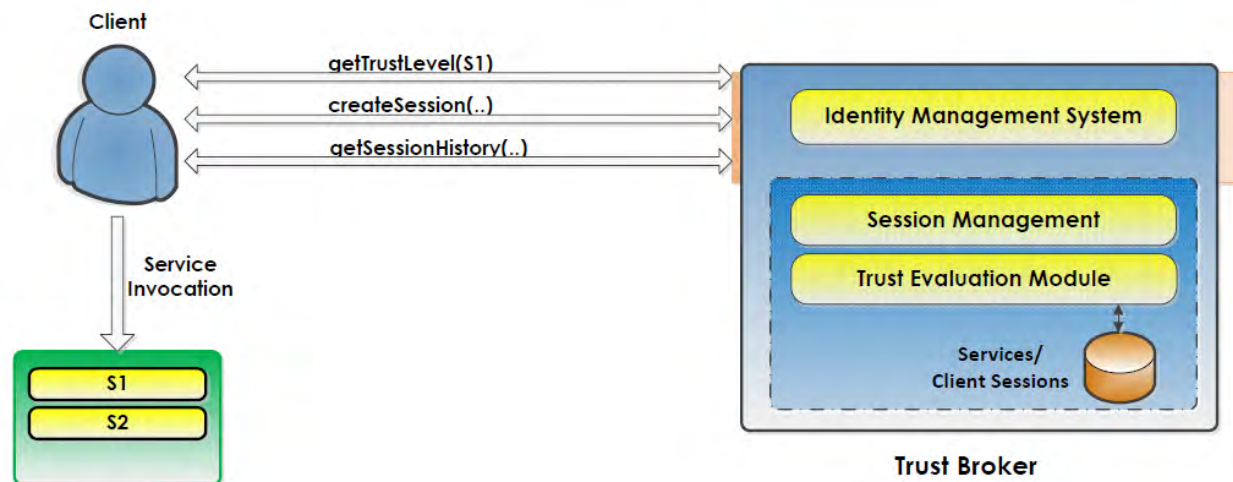 Client
getTrustLevel(S1)
createSession(..)
getSessionHistory(..)
Identity Management System
Session Management
Trust Evaluation Module
Services/
Client Sessions
Trust Broker
Service
Invocation
S1
S2